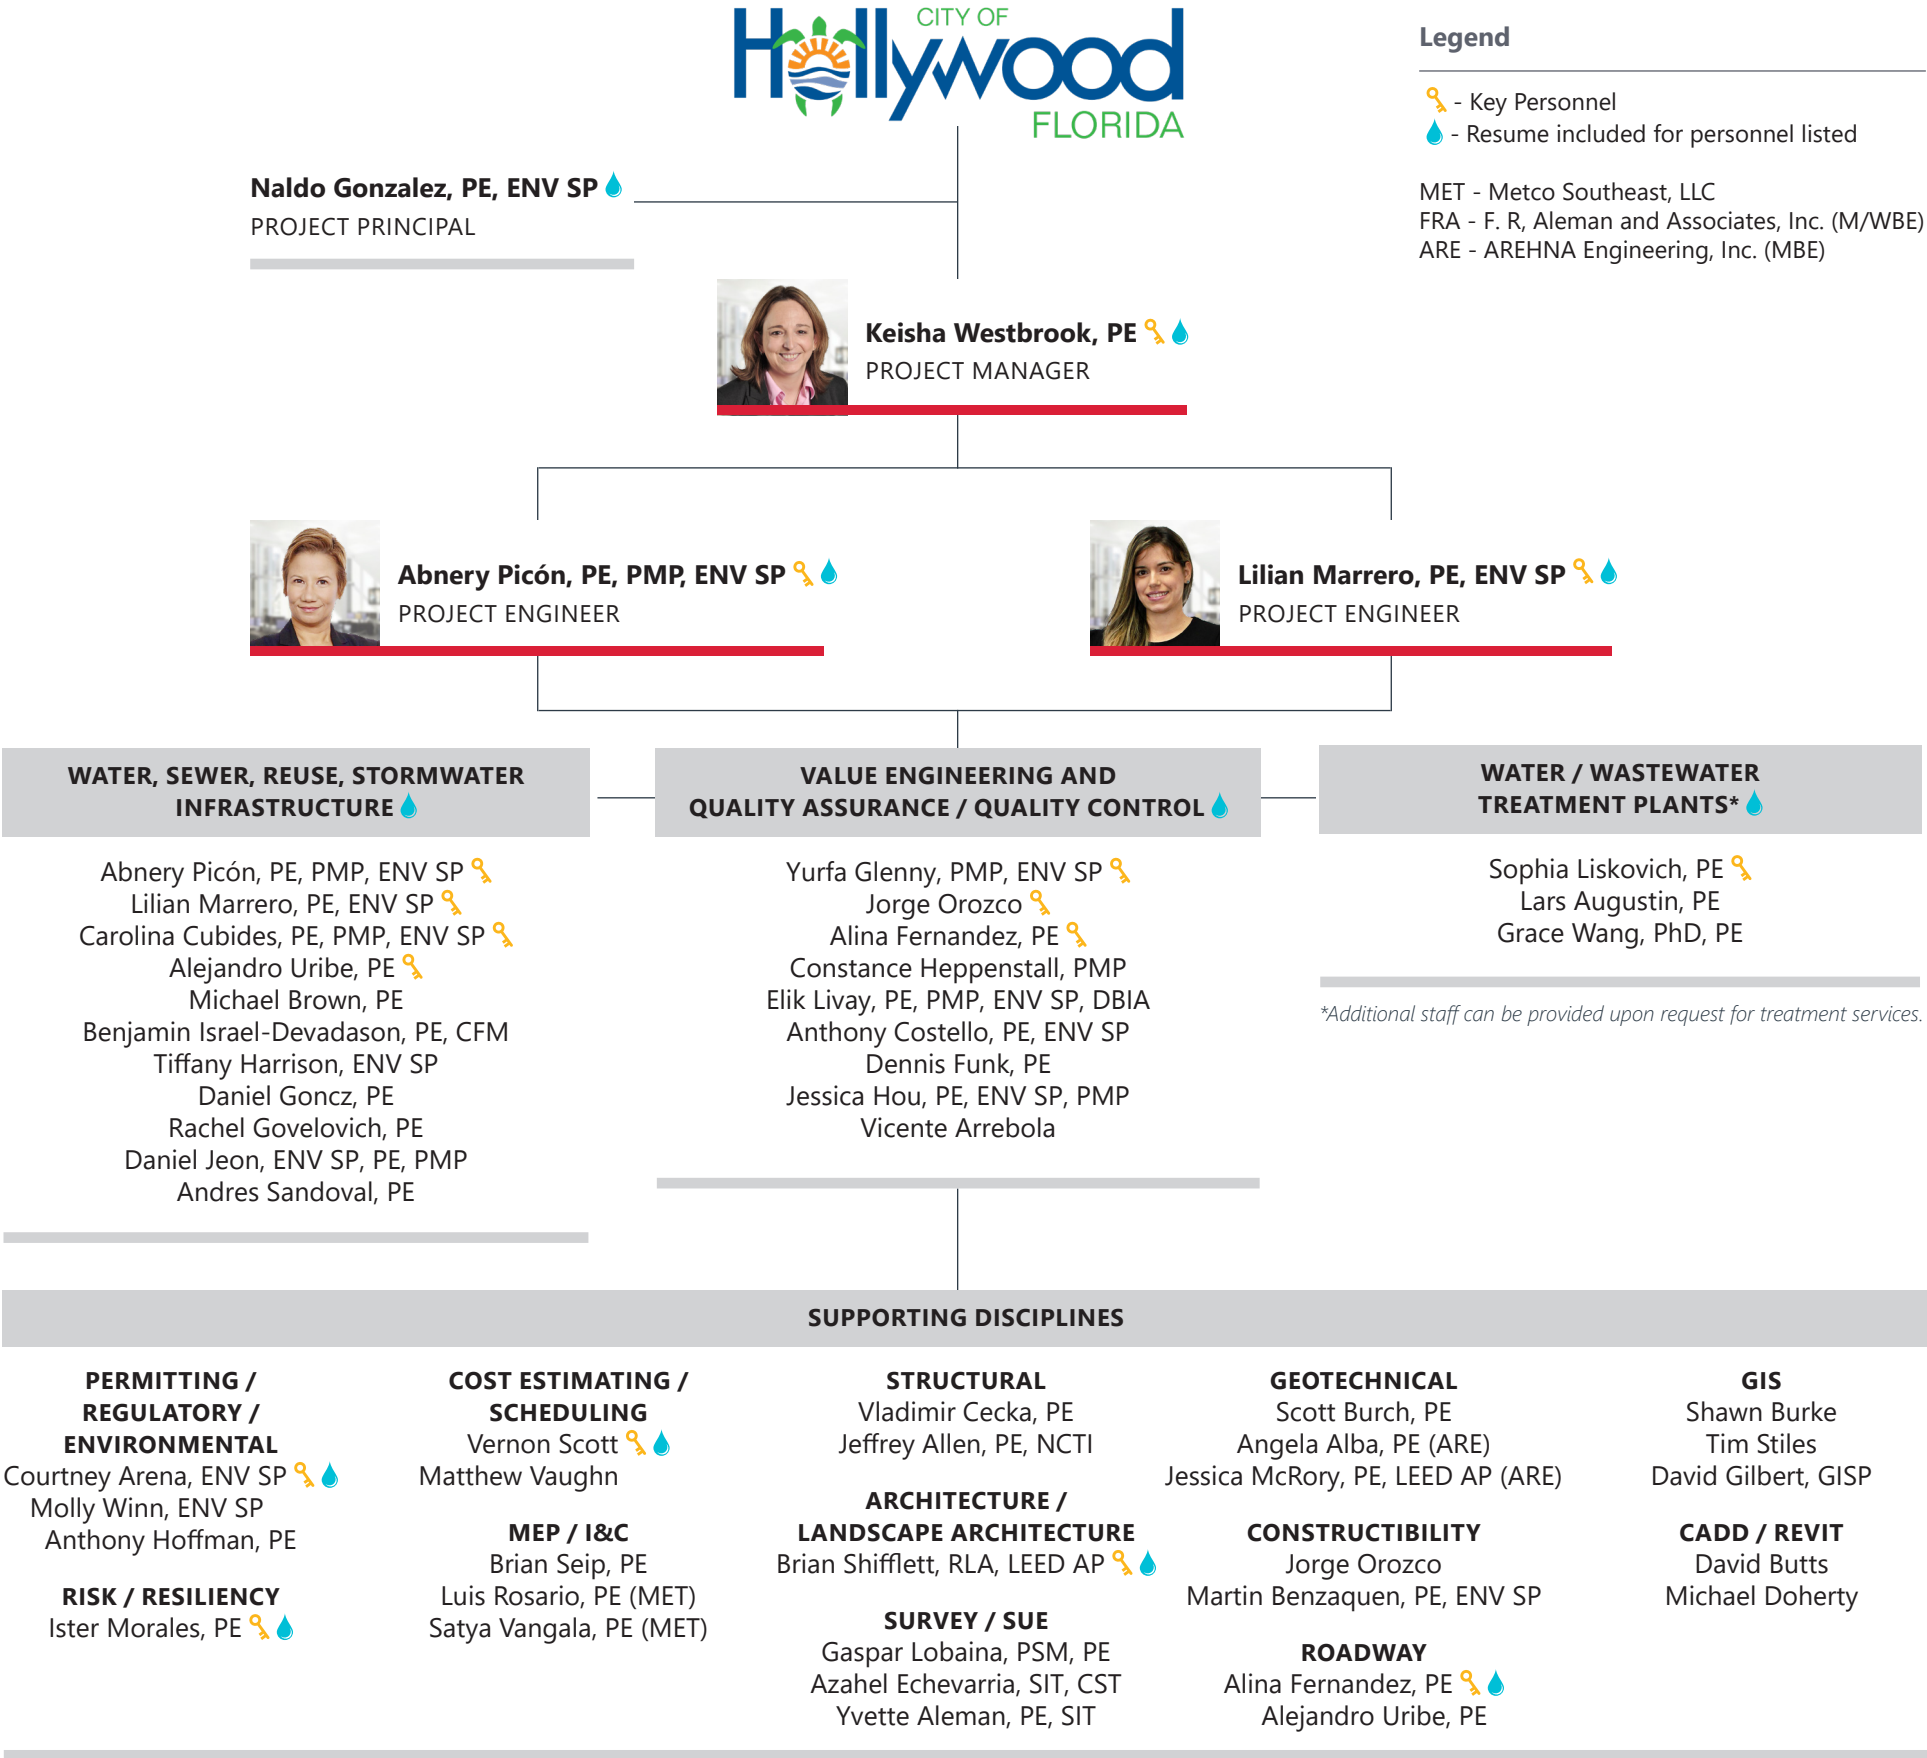 CITY OF
Hollywood
FLORIDA
Legend
- Key Personnel
- Resume included for personnel listed
MET - Metco Southeast, LLC
FRA - F. R, Aleman and Associates, Inc. (M/WBE)
ARE - AREHNA Engineering, Inc. (MBE)
Naldo Gonzalez, PE, ENV SP
PROJECT PRINCIPAL
Keisha Westbrook, PE
PROJECT MANAGER
Abnery Picón, PE, PMP, ENV SP
PROJECT ENGINEER
Lilian Marrero, PE, ENV SP
PROJECT ENGINEER
WATER, SEWER, REUSE, STORMWATER
INFRASTRUCTURE
Abnery Picón, PE, PMP, ENV SP
Lilian Marrero, PE, ENV SP
Carolina Cubides, PE, PMP, ENV SP
Alejandro Uribe, PE
Michael Brown, PE
Benjamin Israel-Devadason, PE, CFM
Tiffany Harrison, ENV SP
Daniel Goncz, PE
Rachel Govelovich, PE
Daniel Jeon, ENV SP, PE, PMP
Andres Sandoval, PE
VALUE ENGINEERING AND
QUALITY ASSURANCE / QUALITY CONTROL
Yurfa Glenny, PMP, ENV SP
Jorge Orozco
Alina Fernandez, PE
Constance Heppenstall, PMP
Elik Livay, PE, PMP, ENV SP, DBIA
Anthony Costello, PE, ENV SP
Dennis Funk, PE
Jessica Hou, PE, ENV SP, PMP
Vicente Arrebola
WATER / WASTEWATER
TREATMENT PLANTS*
Sophia Liskovich, PE
Lars Augustin, PE
Grace Wang, PhD, PE
*Additional staff can be provided upon request for treatment services.
SUPPORTING DISCIPLINES
PERMITTING /
REGULATORY /
ENVIRONMENTAL
Courtney Arena, ENV SP
Molly Winn, ENV SP
Anthony Hoffman, PE
RISK / RESILIENCY
Ister Morales, PE
COST ESTIMATING /
SCHEDULING
Vernon Scott
Matthew Vaughn
MEP / I&C
Brian Seip, PE
Luis Rosario, PE (MET)
Satya Vangala, PE (MET)
STRUCTURAL
Vladimir Cecka, PE
Jeffrey Allen, PE, NCTI
ARCHITECTURE /
LANDSCAPE ARCHITECTURE
Brian Shifflett, RLA, LEED AP
SURVEY / SUE
Gaspar Lobaina, PSM, PE
Azahel Echevarria, SIT, CST
Yvette Aleman, PE, SIT
GEOTECHNICAL
Scott Burch, PE
Angela Alba, PE (ARE)
Jessica McRory, PE, LEED AP (ARE)
CONSTRUCTIBILITY
Jorge Orozco
Martin Benzaquen, PE, ENV SP
ROADWAY
Alina Fernandez, PE
Alejandro Uribe, PE
GIS
Shawn Burke
Tim Stiles
David Gilbert, GISP
CADD / REVIT
David Butts
Michael Doherty